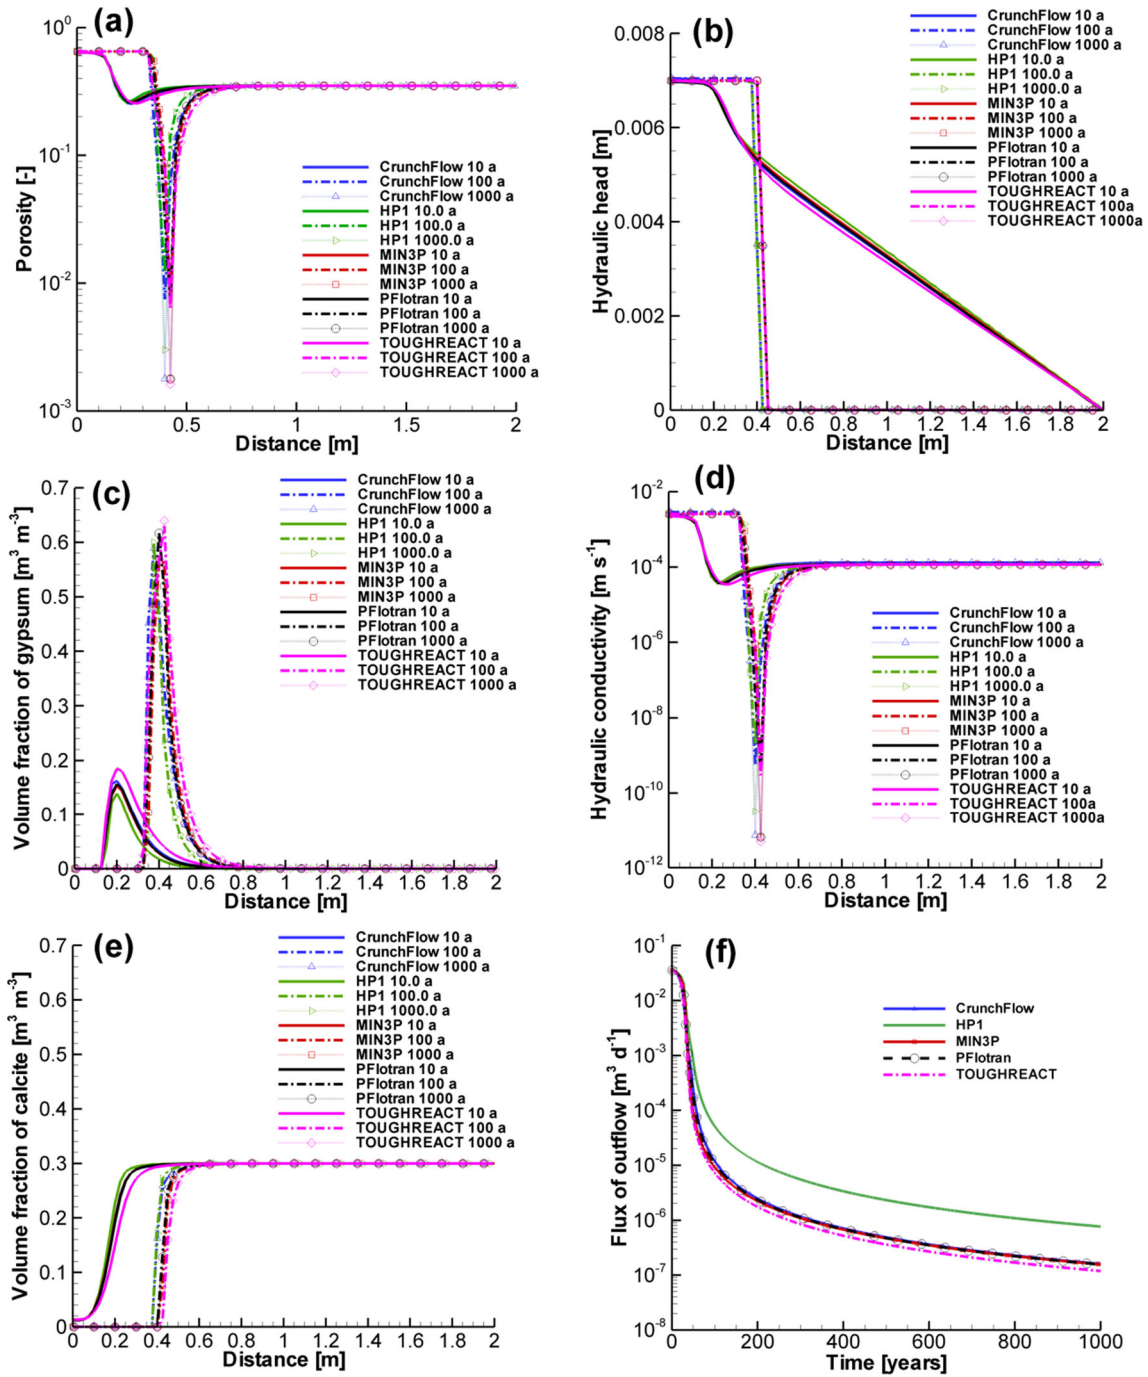 (a)
Porosity [-]
10^0
10^-1
10^-2
10^-3
CrunchFlow 10 a
CrunchFlow 100 a
CrunchFlow 1000 a
HP1 10.0 a
HP1 100.0 a
HP1 1000.0 a
MIN3P 10 a
MIN3P 100 a
MIN3P 1000 a
PFlotran 10 a
PFlotran 100 a
PFlotran 1000 a
TOUGHREACT 10 a
TOUGHREACT 100 a
TOUGHREACT 1000 a
0 0.5 1 1.5 2
Distance [m]
(b)
Hydraulic head [m]
0.008
0.006
0.004
0.002
0
CrunchFlow 10 a
CrunchFlow 100 a
CrunchFlow 1000 a
HP1 10.0 a
HP1 100.0 a
HP1 1000.0 a
MIN3P 10 a
MIN3P 100 a
MIN3P 1000 a
PFlotran 10 a
PFlotran 100 a
PFlotran 1000 a
TOUGHREACT 10 a
TOUGHREACT 100a
TOUGHREACT 1000a
0 0.2 0.4 0.6 0.8 1 1.2 1.4 1.6 1.8 2
Distance [m]
(c)
Volume fraction of gypsum [m³ m⁻³]
0.7
0.6
0.5
0.4
0.3
0.2
0.1
0
CrunchFlow 10 a
CrunchFlow 100 a
CrunchFlow 1000 a
HP1 10.0 a
HP1 100.0 a
HP1 1000.0 a
MIN3P 10 a
MIN3P 100 a
MIN3P 1000 a
PFlotran 10 a
PFlotran 100 a
PFlotran 1000 a
TOUGHREACT 10 a
TOUGHREACT 100 a
TOUGHREACT 1000 a
0 0.2 0.4 0.6 0.8 1 1.2 1.4 1.6 1.8 2
Distance [m]
(d)
Hydraulic conductivity [m s⁻¹]
10^-2
10^-4
10^-6
10^-8
10^-10
10^-12
CrunchFlow 10 a
CrunchFlow 100 a
CrunchFlow 1000 a
HP1 10.0 a
HP1 100.0 a
HP1 1000.0 a
MIN3P 10 a
MIN3P 100 a
MIN3P 1000 a
PFlotran 10 a
PFlotran 100 a
PFlotran 1000 a
TOUGHREACT 10 a
TOUGHREACT 100a
TOUGHREACT 1000a
0 0.2 0.4 0.6 0.8 1 1.2 1.4 1.6 1.8 2
Distance [m]
(e)
Volume fraction of calcite [m³ m⁻³]
0.7
0.6
0.5
0.4
0.3
0.2
0.1
0
CrunchFlow 10 a
CrunchFlow 100 a
CrunchFlow 1000 a
HP1 10.0 a
HP1 100.0 a
HP1 1000.0 a
MIN3P 10 a
MIN3P 100 a
MIN3P 1000 a
PFlotran 10 a
PFlotran 100 a
PFlotran 1000 a
TOUGHREACT 10 a
TOUGHREACT 100 a
TOUGHREACT 1000 a
0 0.2 0.4 0.6 0.8 1 1.2 1.4 1.6 1.8 2
Distance [m]
(f)
Flux of outflow [m³ d⁻¹]
10^-1
10^-2
10^-3
10^-4
10^-5
10^-6
10^-7
10^-8
CrunchFlow
HP1
MIN3P
PFlotran
TOUGHREACT
0 200 400 600 800 1000
Time [years]